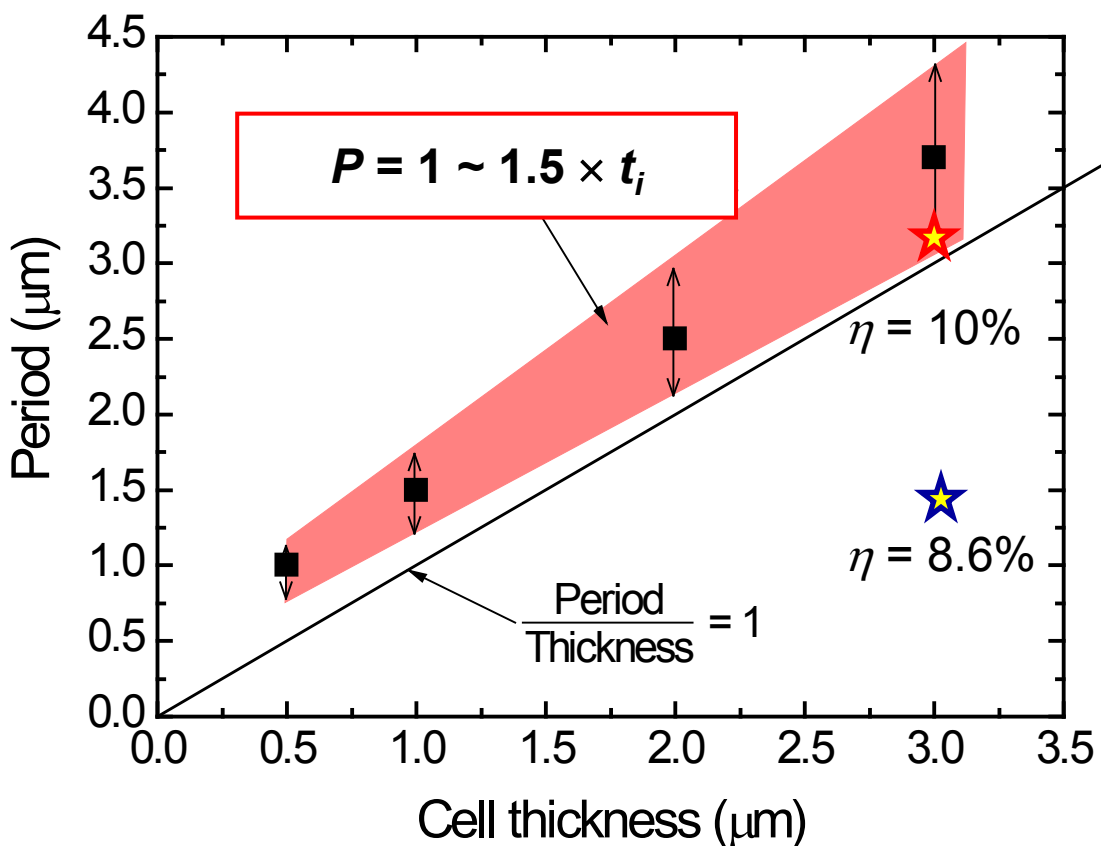 4.5
4.0
3.5
3.0
2.5
2.0
1.5
1.0
0.5
0.0
Period (μm)
P = 1 ~ 1.5 × tᵢ
η = 10%
η = 8.6%
Period
Thickness = 1
0.0 0.5 1.0 1.5 2.0 2.5 3.0 3.5
Cell thickness (μm)